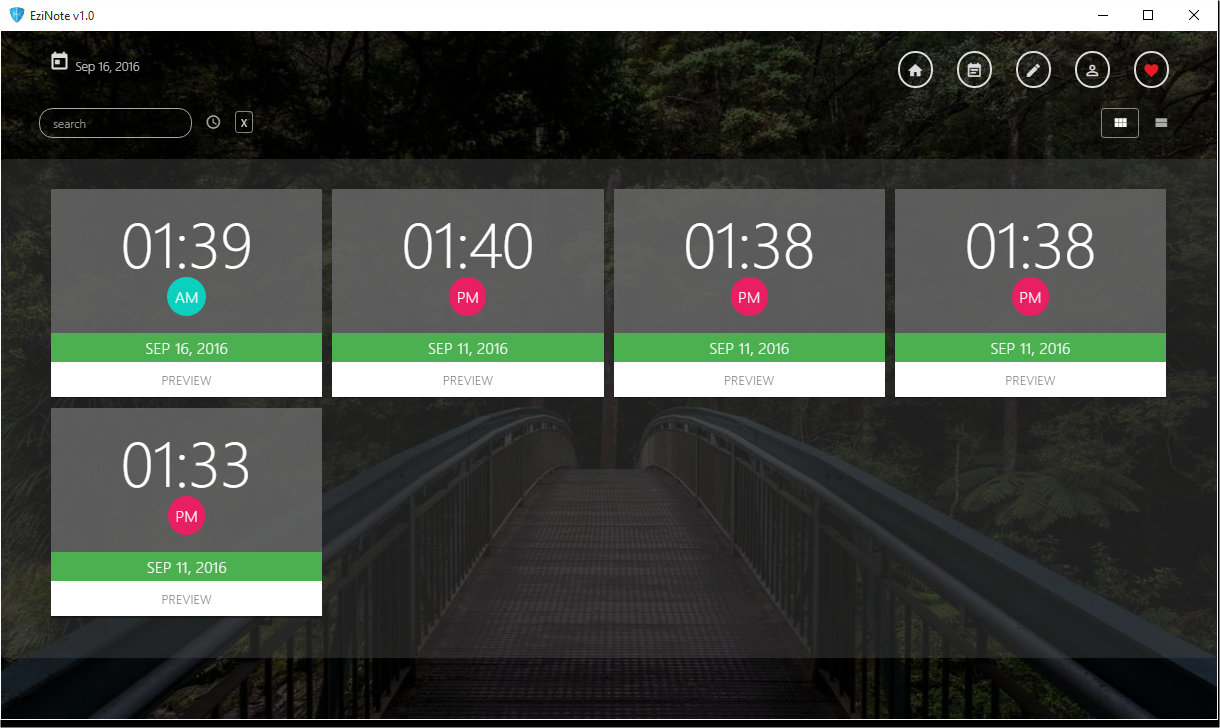 EziNote v1.0
Sep 16, 2016
search
X
01:39
AM
SEP 16, 2016
PREVIEW
01:40
PM
SEP 11, 2016
PREVIEW
01:38
PM
SEP 11, 2016
PREVIEW
01:38
PM
SEP 11, 2016
PREVIEW
01:33
PM
SEP 11, 2016
PREVIEW